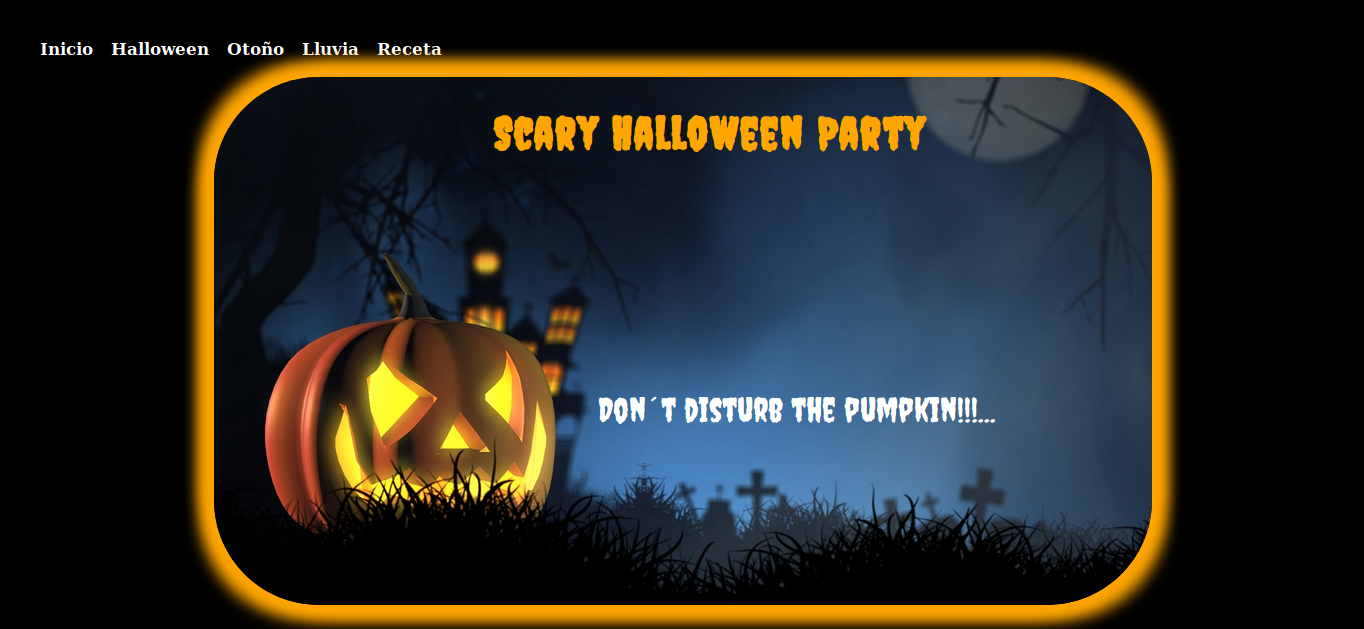 Inicio Halloween Otoño Lluvia Receta
SCARY HALLOWEEN PARTY
DON´T DISTURB THE PUMPKIN!!!...